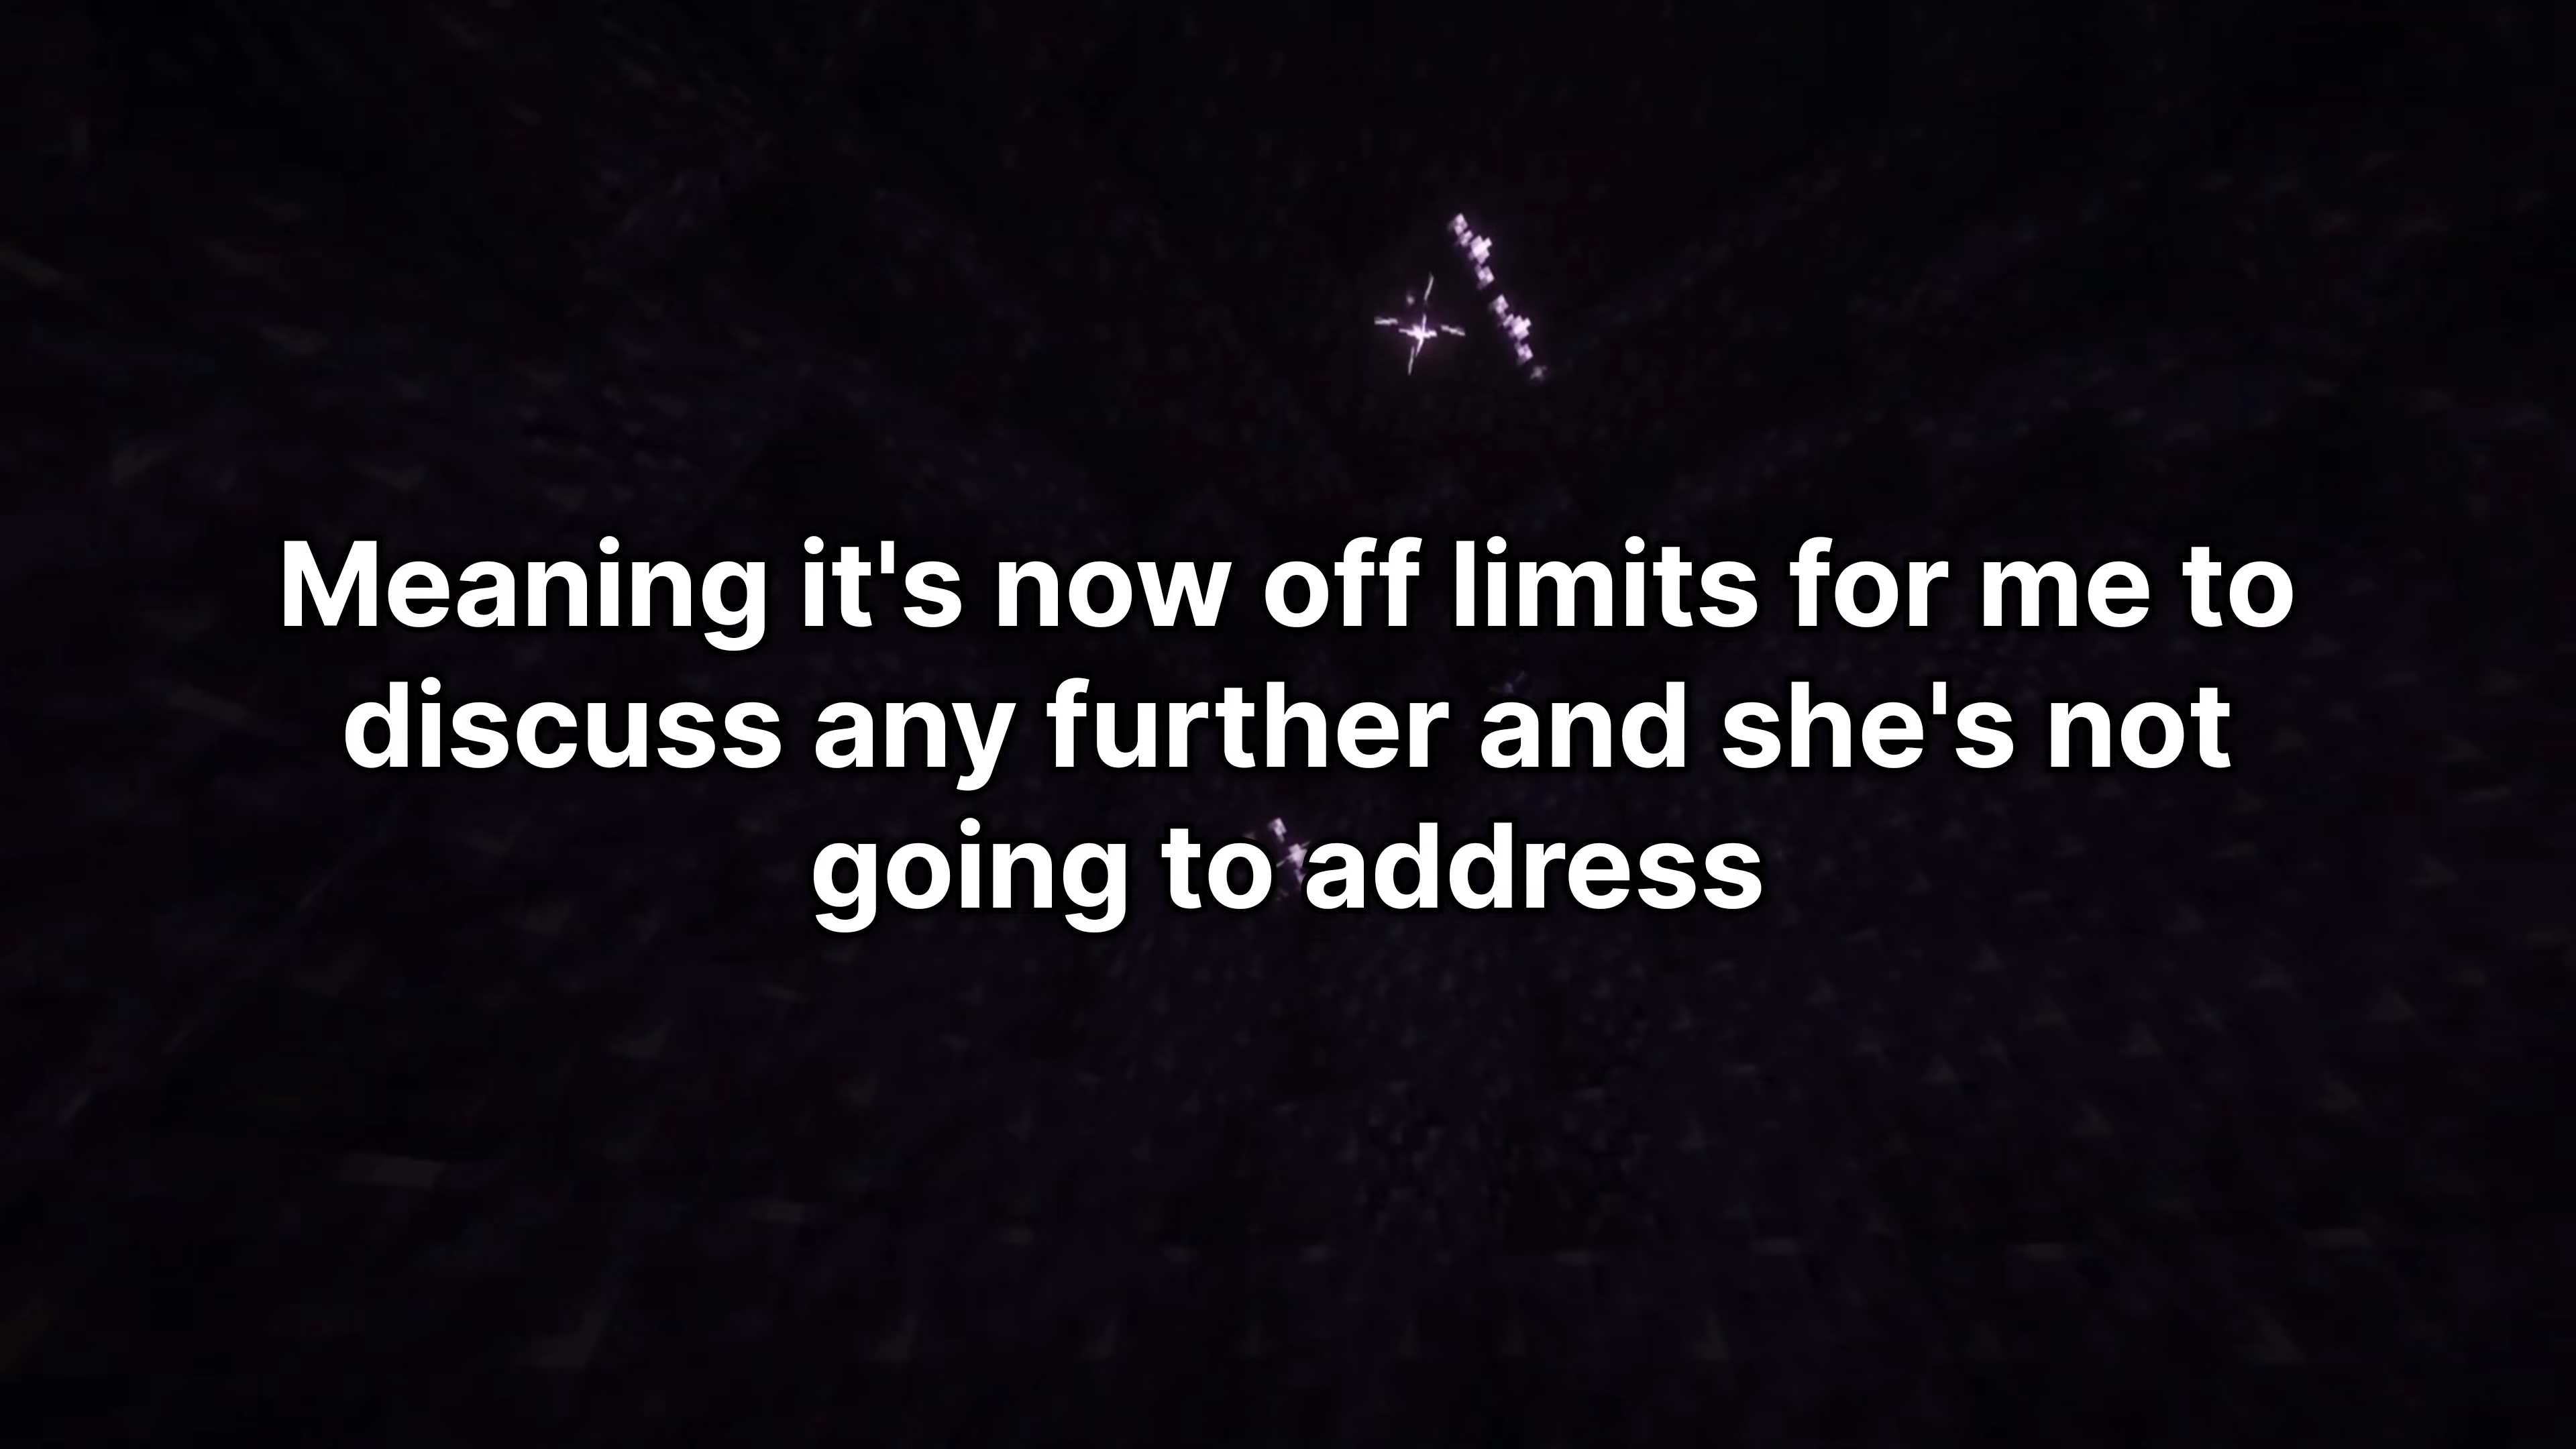 Meaning it's now off limits for me to
discuss any further and she's not
going to address